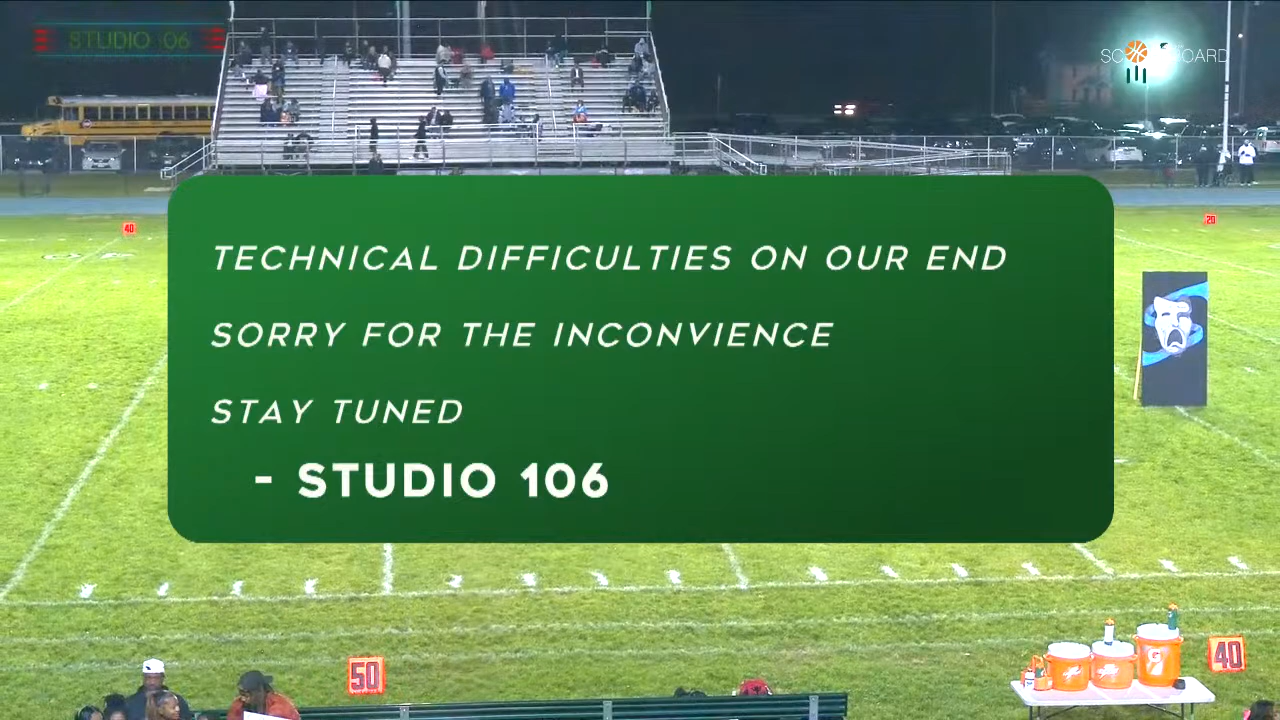 STUDIO 106
SCOREBOARD
40
20
TECHNICAL DIFFICULTIES ON OUR END
SORRY FOR THE INCONVIENCE
STAY TUNED
- STUDIO 106
50
40
G